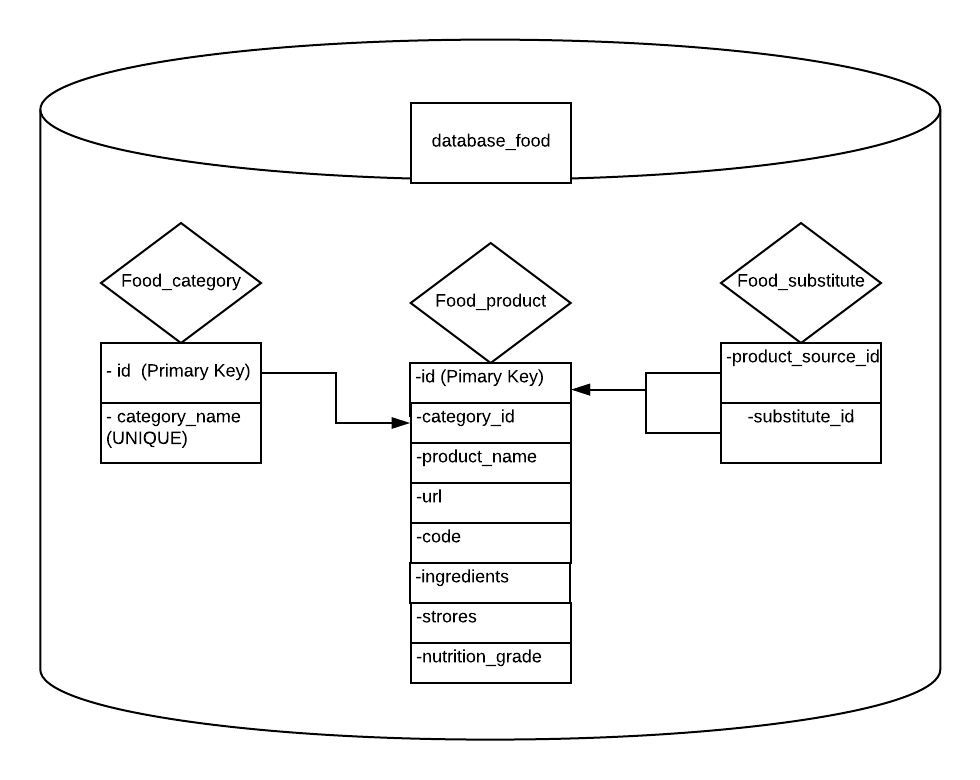 database_food
Food_category
Food_product
Food_substitute
- id  (Primary Key)
- category_name
(UNIQUE)
-id (Pimary Key)
-category_id
-product_name
-url
-code
-ingredients
-strores
-nutrition_grade
-product_source_id
-substitute_id